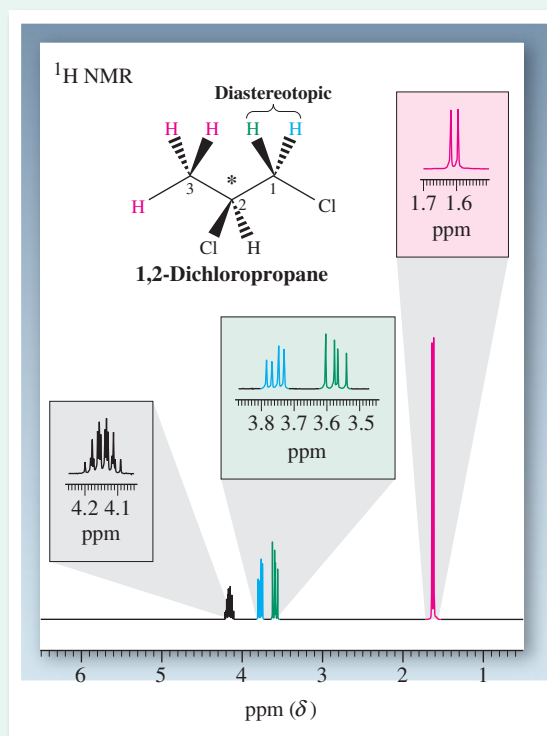 ¹H NMR
Diastereotopic
H H H H
H 3 * 2 1 Cl
Cl H
1,2-Dichloropropane
1.7 1.6
ppm
3.8 3.7 3.6 3.5
ppm
4.2 4.1
ppm
6 5 4 3 2 1
ppm (δ)